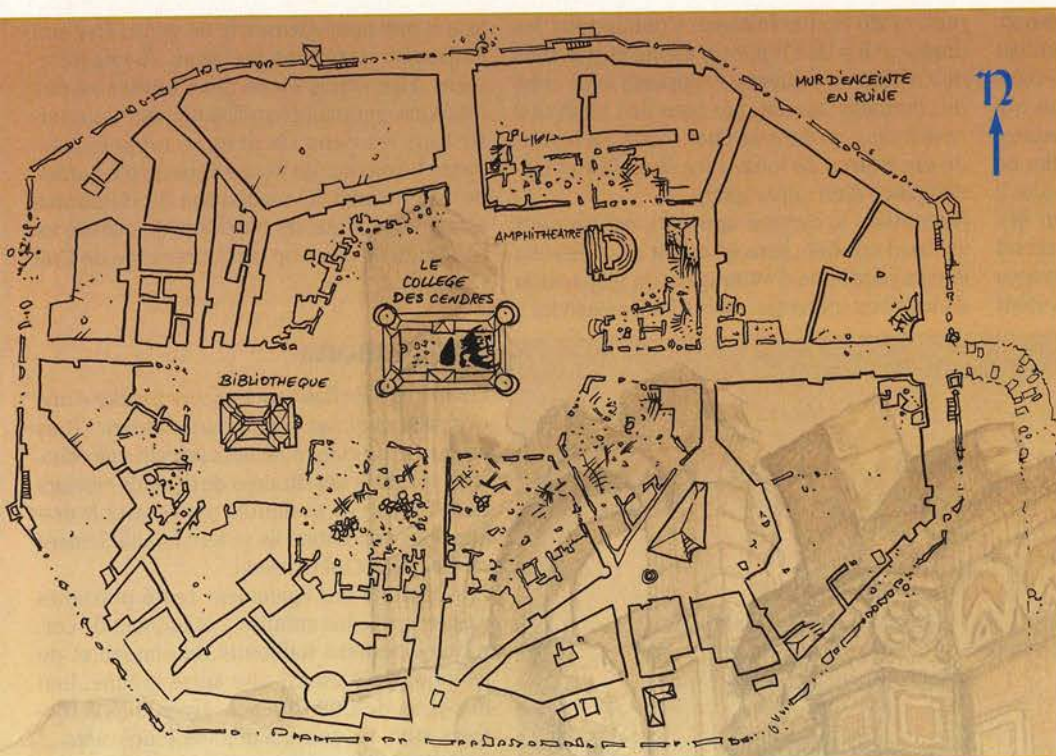 MUR D'ENCEINTE
EN RUINE
N
AMPHITHEATRE
LE
COLLEGE
DES CENDRES
BIBLIOTHEQUE